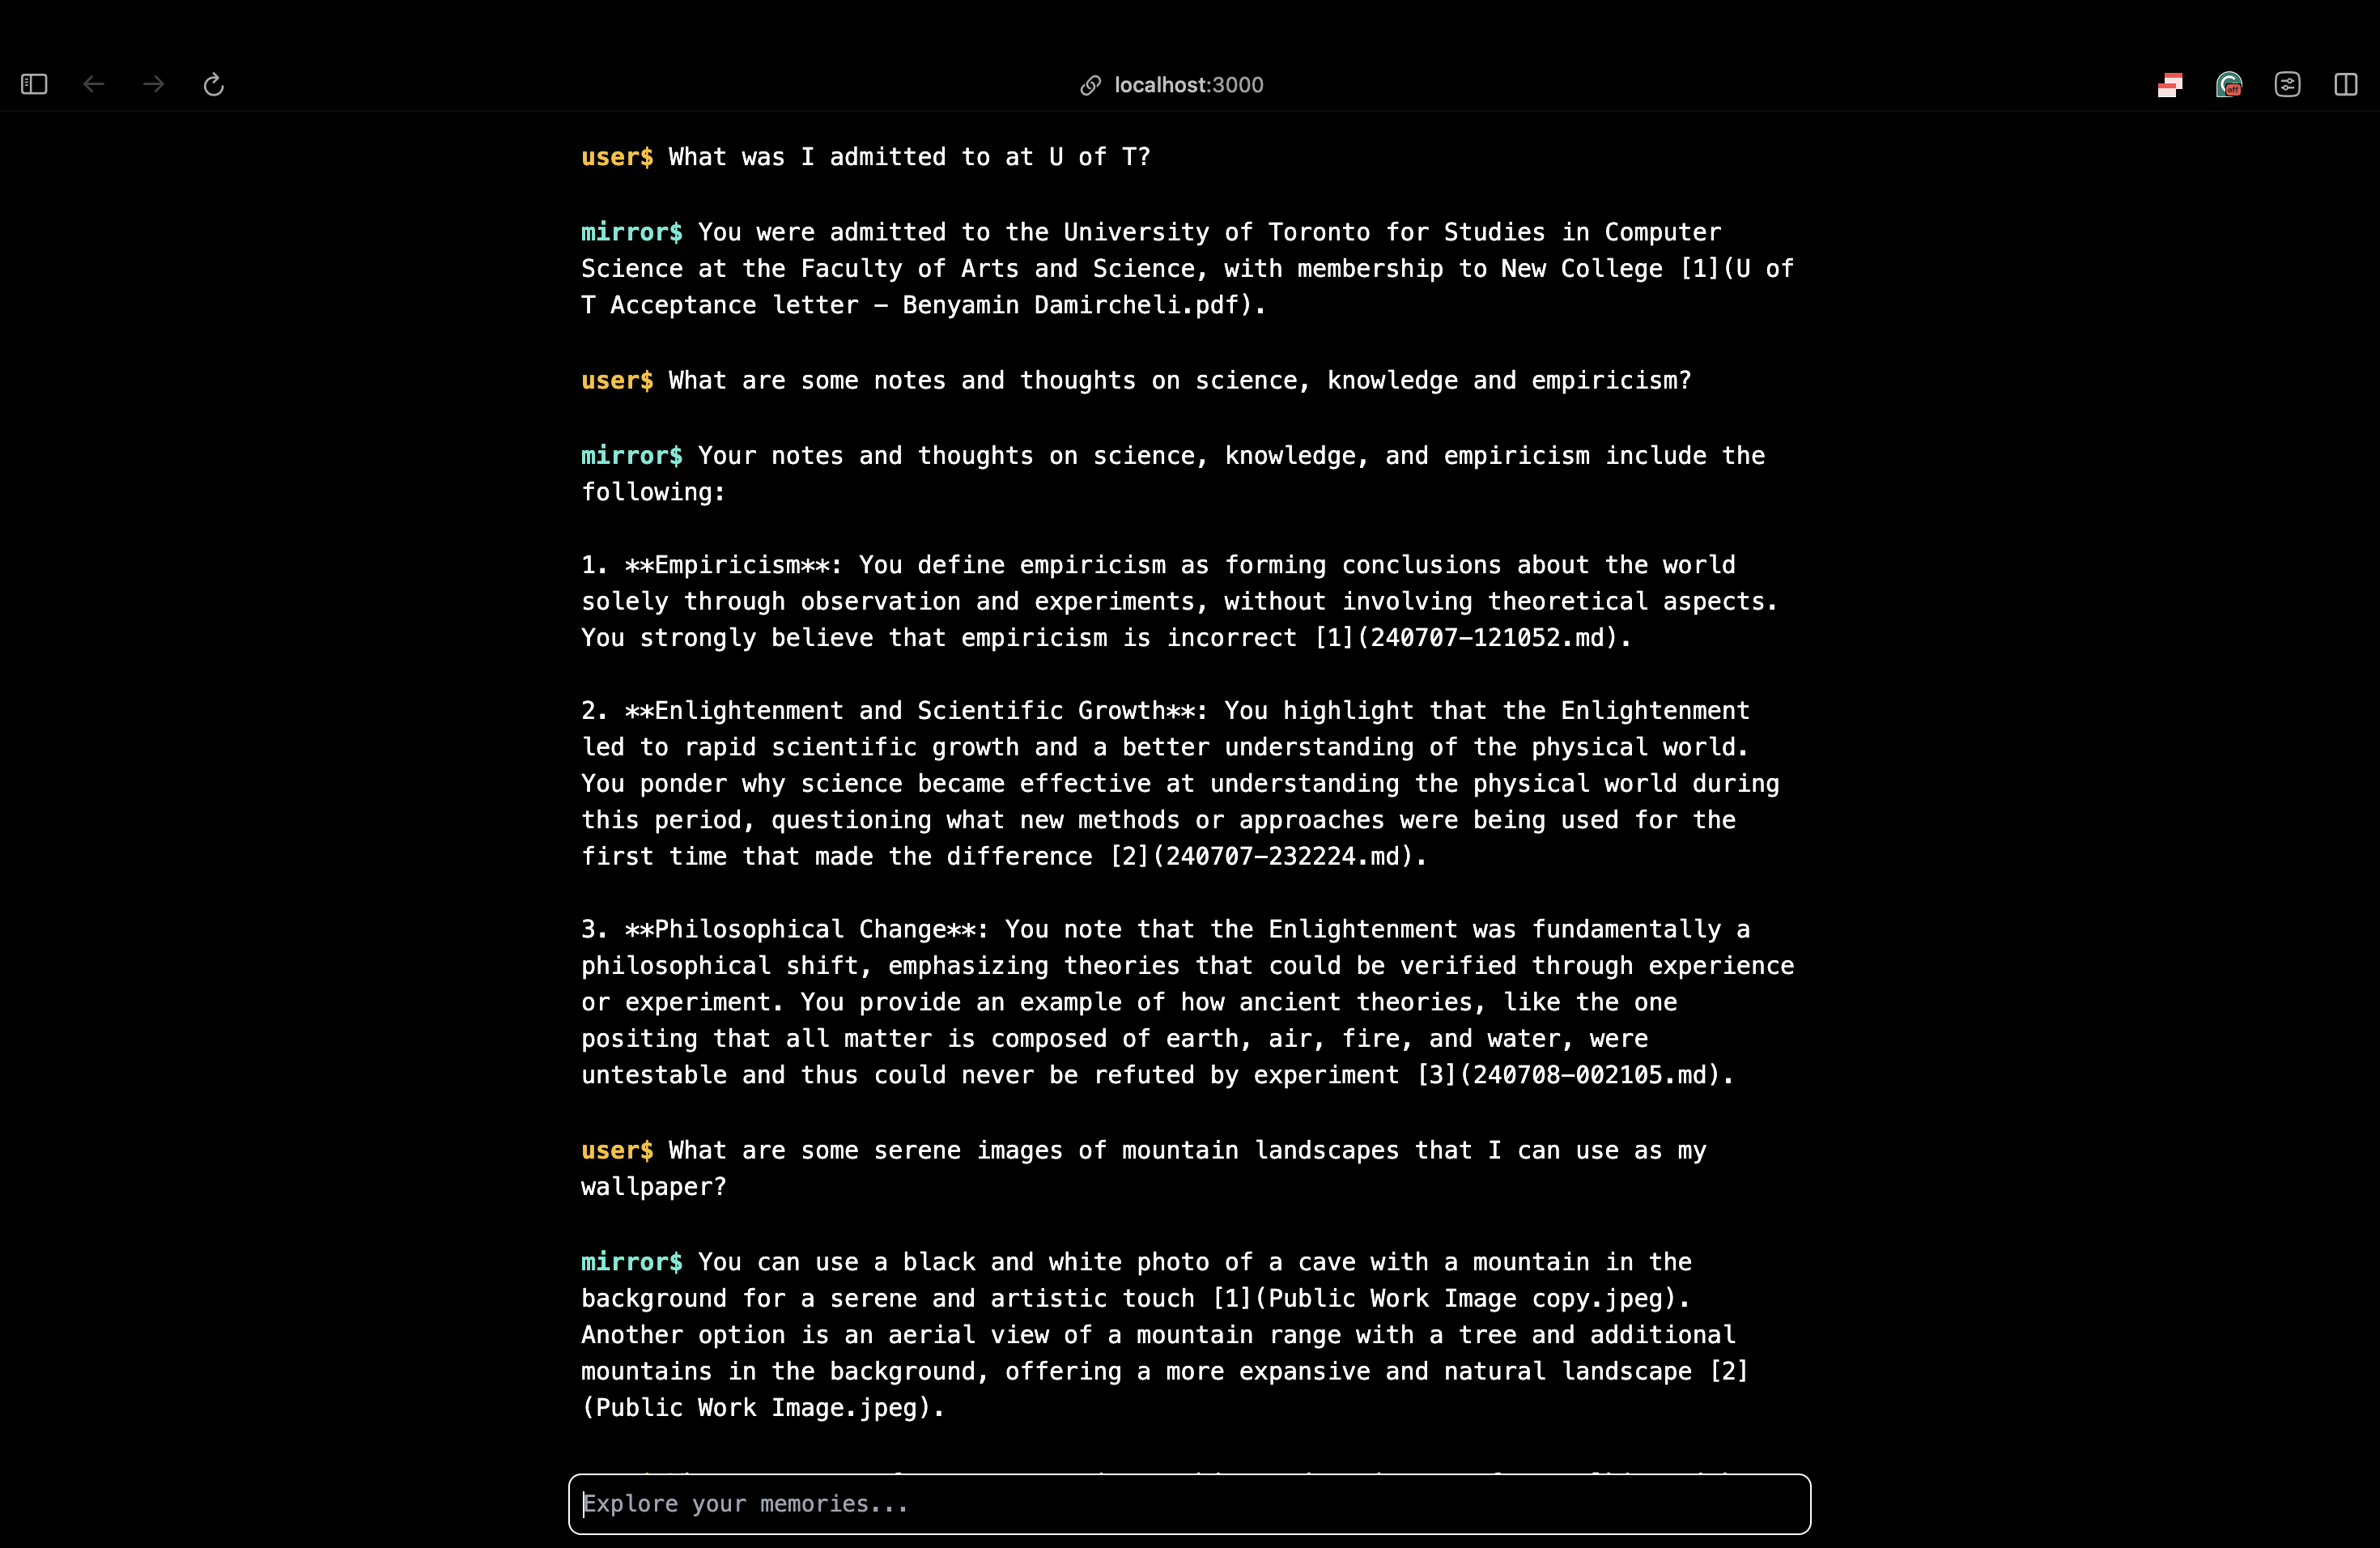 localhost:3000
off
user$ What was I admitted to at U of T?
mirror$ You were admitted to the University of Toronto for Studies in Computer
Science at the Faculty of Arts and Science, with membership to New College [1](U of
T Acceptance letter – Benyamin Damircheli.pdf).
user$ What are some notes and thoughts on science, knowledge and empiricism?
mirror$ Your notes and thoughts on science, knowledge, and empiricism include the
following:
1. **Empiricism**: You define empiricism as forming conclusions about the world
solely through observation and experiments, without involving theoretical aspects.
You strongly believe that empiricism is incorrect [1](240707-121052.md).
2. **Enlightenment and Scientific Growth**: You highlight that the Enlightenment
led to rapid scientific growth and a better understanding of the physical world.
You ponder why science became effective at understanding the physical world during
this period, questioning what new methods or approaches were being used for the
first time that made the difference [2](240707-232224.md).
3. **Philosophical Change**: You note that the Enlightenment was fundamentally a
philosophical shift, emphasizing theories that could be verified through experience
or experiment. You provide an example of how ancient theories, like the one
positing that all matter is composed of earth, air, fire, and water, were
untestable and thus could never be refuted by experiment [3](240708-002105.md).
user$ What are some serene images of mountain landscapes that I can use as my
wallpaper?
mirror$ You can use a black and white photo of a cave with a mountain in the
background for a serene and artistic touch [1](Public Work Image copy.jpeg).
Another option is an aerial view of a mountain range with a tree and additional
mountains in the background, offering a more expansive and natural landscape [2]
(Public Work Image.jpeg).
Explore your memories...